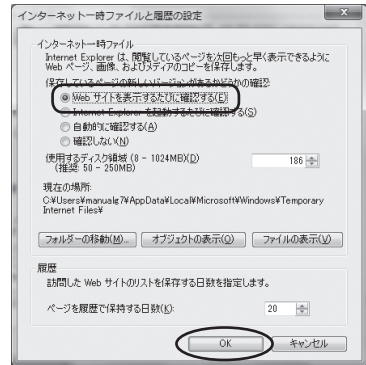 インターネット一時ファイルと履歴の設定
インターネット一時ファイル
Internet Explorer は、閲覧しているページを次回もっと早く表示できるように
Web ページ、画像、およびメディアのコピーを保存します。
保存しているページの新しいバージョンがあるかどうかの確認:
Web サイトを表示するたびに確認する(E)
Internet Explorer を起動するたびに確認する(S)
自動的に確認する(A)
確認しない(N)
使用するディスク領域 (8 - 1024MB)(D)
(推奨: 50 - 250MB)
186
現在の場所:
C:¥Users¥manualg7¥AppData¥Local¥Microsoft¥Windows¥Temporary
Internet Files¥
フォルダーの移動(M)... オブジェクトの表示(O) ファイルの表示(V)
履歴
訪問した Web サイトのリストを保存する日数を指定します。
ページを履歴で保持する日数(K): 20
OK キャンセル